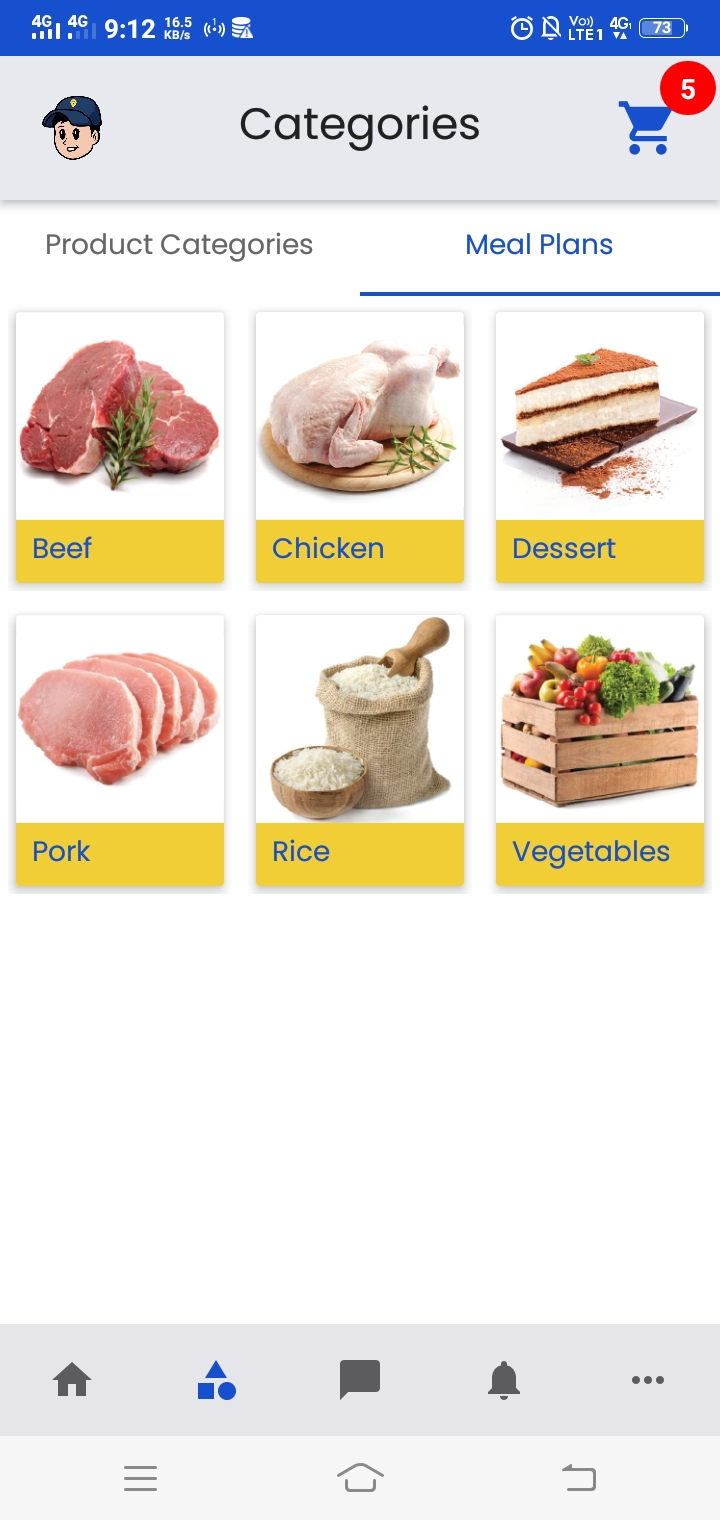 4G 4G 9:12 16.5 KB/s Vo)) LTE1 4G 73
5
Categories
Product Categories Meal Plans
Beef Chicken Dessert
Pork Rice Vegetables